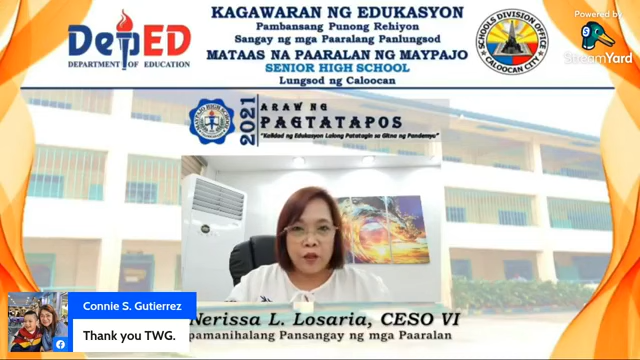 KAGAWARAN NG EDUKASYON
Pambansang Punong Rehiyon
Sangay ng mga Paaralang Panlungsod
MATAAS NA PAARALAN NG MAYPAJO
SENIOR HIGH SCHOOL
Lungsod ng Caloocan
DepED
DEPARTMENT OF EDUCATION
SCHOOLS DIVISION OFFICE
CALOOCAN CITY
Powered by
StreamYard
2021
ARAW NG
PAGTATAPOS
"Kalidad ng Edukasyon Lalong Patatagin sa Gitna ng Pandemya"
Nerissa L. Losaria, CESO VI
pamanihalang Pansangay ng mga Paaralan
Connie S. Gutierrez
Thank you TWG.